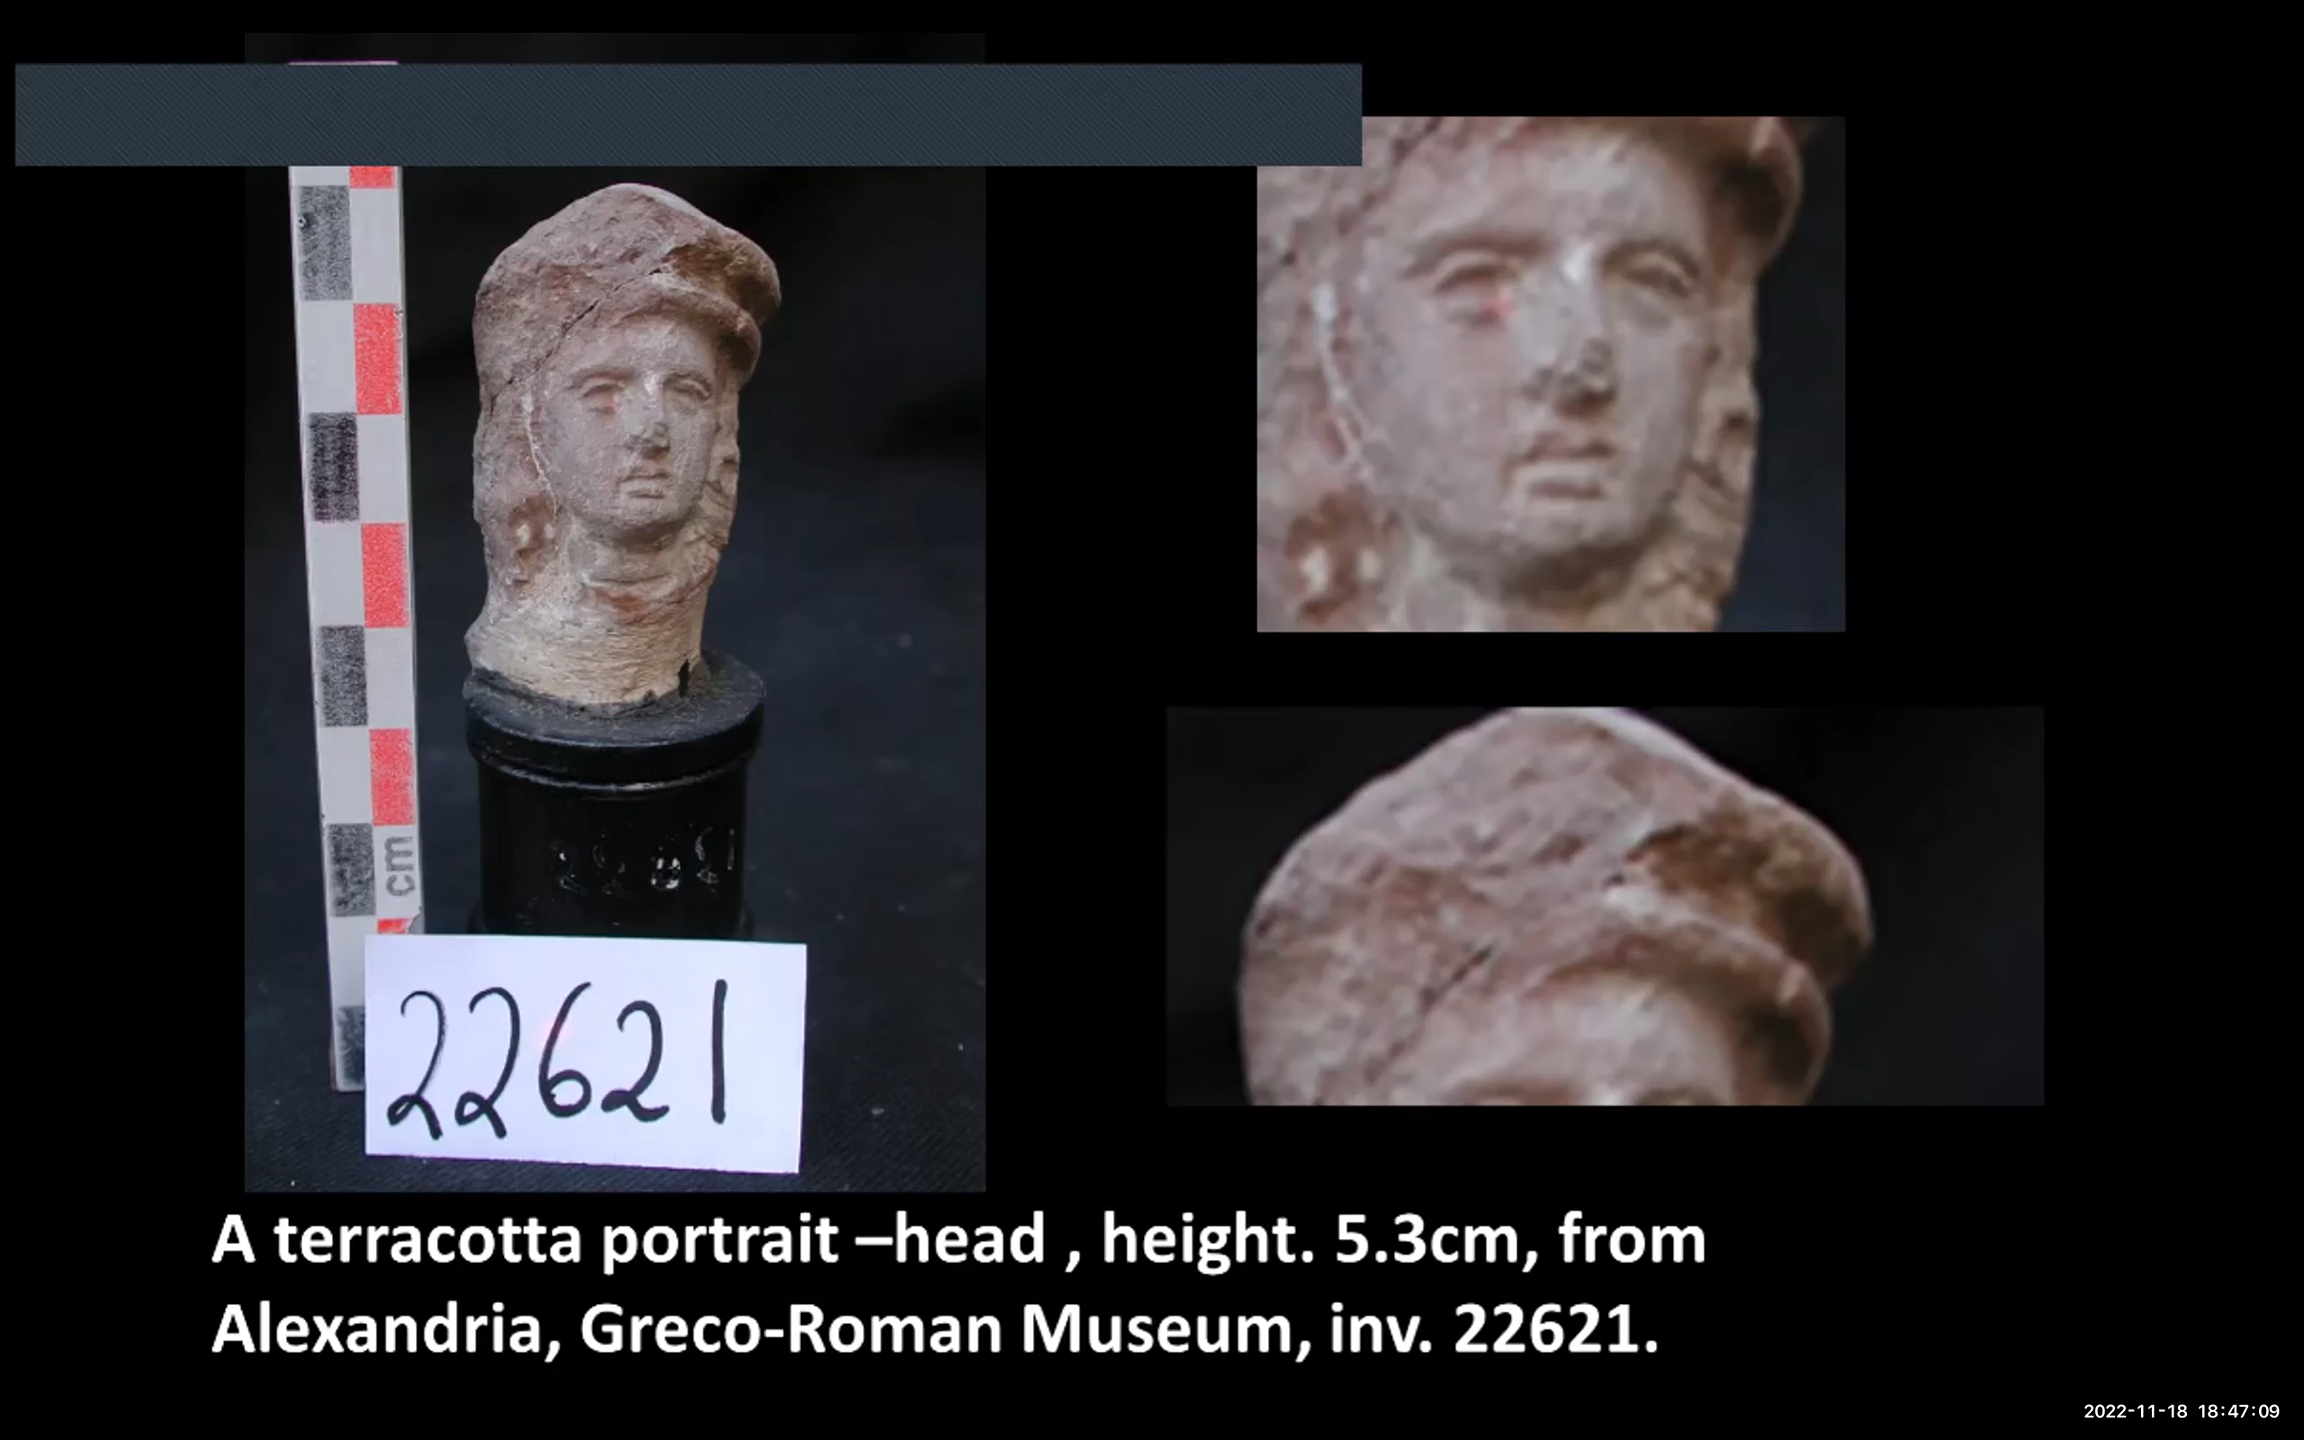 cm
22621
A terracotta portrait –head , height. 5.3cm, from
Alexandria, Greco-Roman Museum, inv. 22621.
2022-11-18 18:47:09